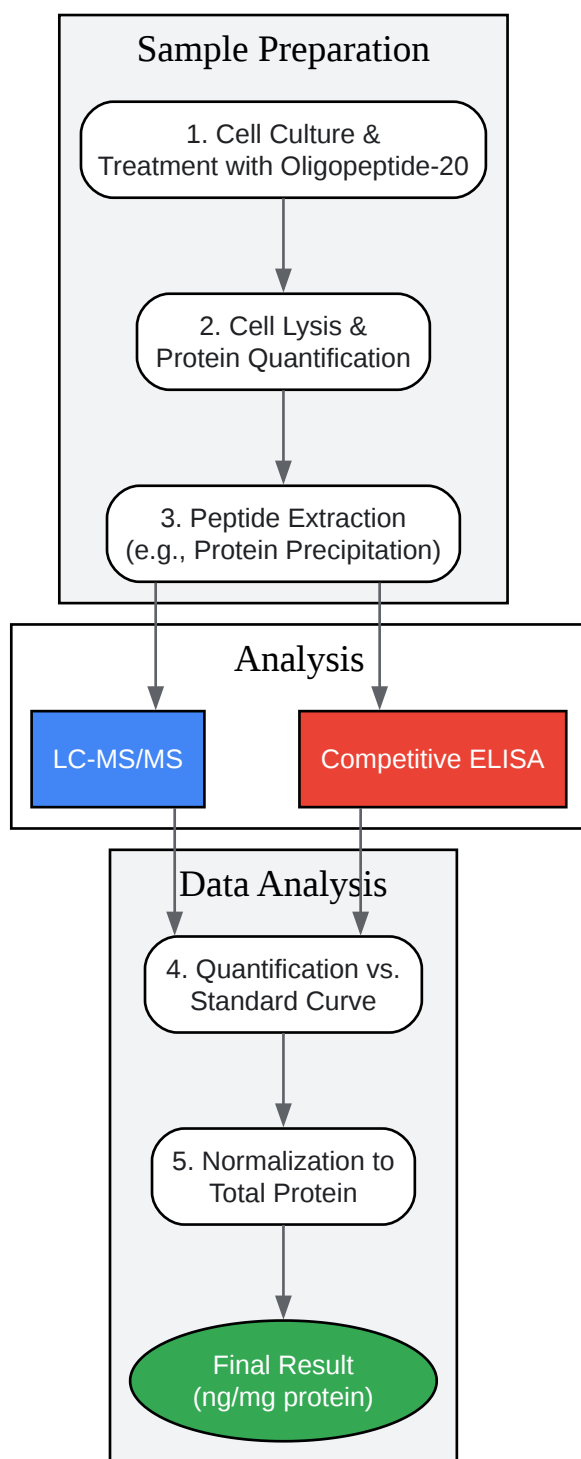 Sample Preparation
1. Cell Culture &
Treatment with Oligopeptide-20
2. Cell Lysis &
Protein Quantification
3. Peptide Extraction
(e.g., Protein Precipitation)
Analysis
LC-MS/MS
Competitive ELISA
Data Analysis
4. Quantification vs.
Standard Curve
5. Normalization to
Total Protein
Final Result
(ng/mg protein)